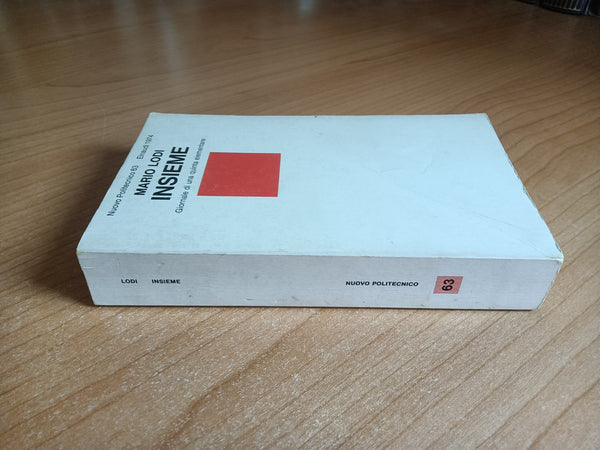 Nuovo Politecnico 63 Einaudi 1974
MARIO LODI
INSIEME
Giornale di una quinta elementare
LODI INSIEME NUOVO POLITECNICO 63